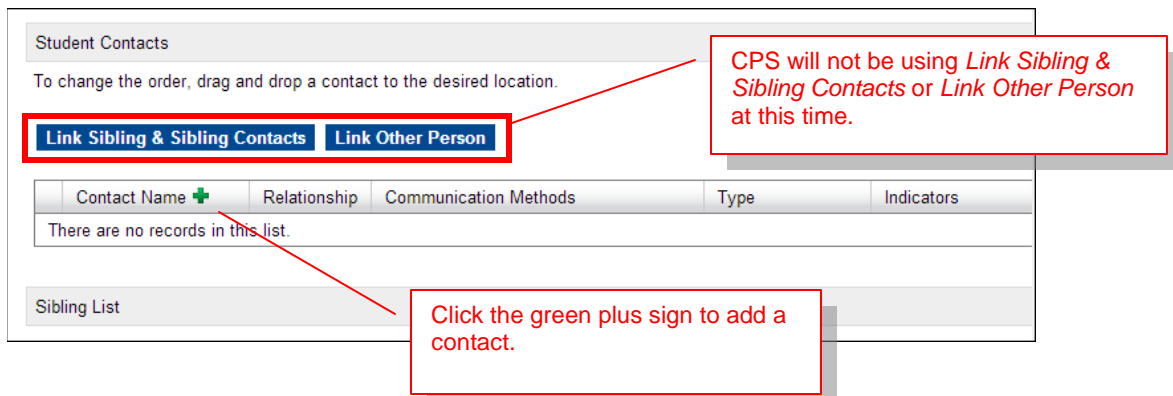 Student Contacts
To change the order, drag and drop a contact to the desired location.
CPS will not be using Link Sibling &
Sibling Contacts or Link Other Person
at this time.
Link Sibling & Sibling Contacts Link Other Person
Contact Name Relationship Communication Methods Type Indicators
There are no records in this list.
Sibling List
Click the green plus sign to add a
contact.